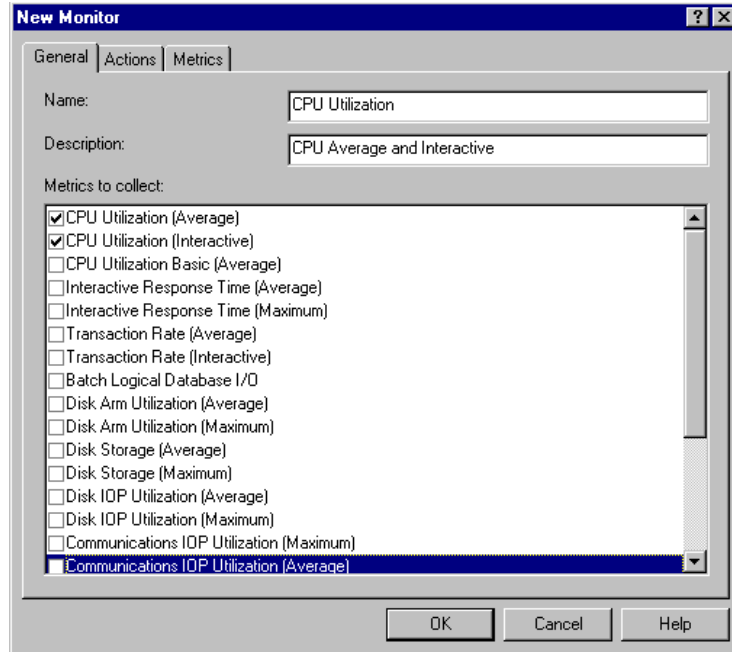 New Monitor
General Actions Metrics
Name: CPU Utilization
Description: CPU Average and Interactive
Metrics to collect:
CPU Utilization (Average)
CPU Utilization (Interactive)
CPU Utilization Basic (Average)
Interactive Response Time (Average)
Interactive Response Time (Maximum)
Transaction Rate (Average)
Transaction Rate (Interactive)
Batch Logical Database I/O
Disk Arm Utilization (Average)
Disk Arm Utilization (Maximum)
Disk Storage (Average)
Disk Storage (Maximum)
Disk IOP Utilization (Average)
Disk IOP Utilization (Maximum)
Communications IOP Utilization (Maximum)
Communications IOP Utilization (Average)
OK Cancel Help